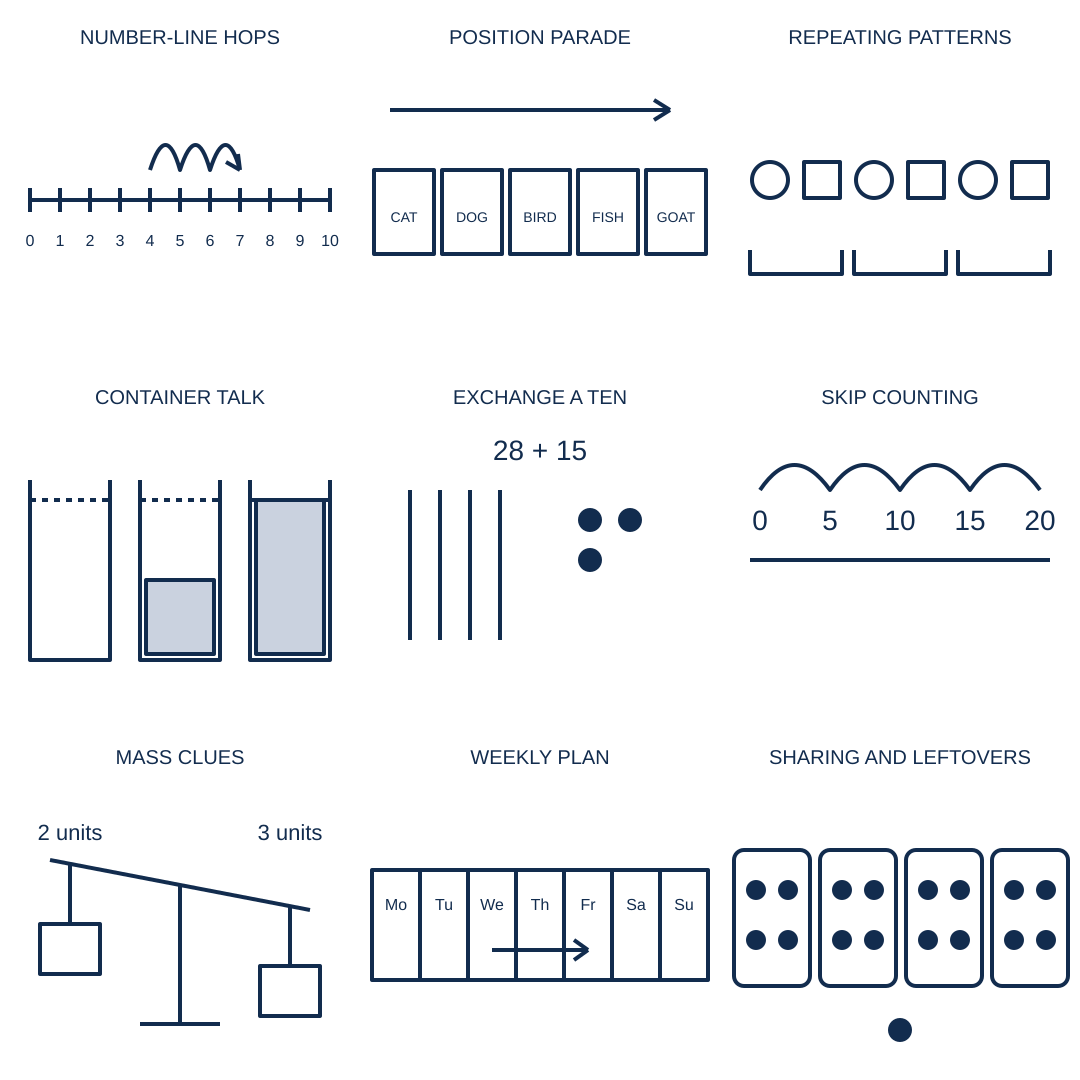 NUMBER-LINE HOPS
0 1 2 3 4 5 6 7 8 9 10
POSITION PARADE
CAT DOG BIRD FISH GOAT
REPEATING PATTERNS
CONTAINER TALK
EXCHANGE A TEN
28 + 15
SKIP COUNTING
0 5 10 15 20
MASS CLUES
2 units 3 units
WEEKLY PLAN
Mo Tu We Th Fr Sa Su
SHARING AND LEFTOVERS